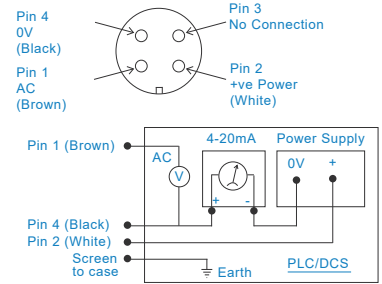 Pin 4
0V
(Black)
Pin 3
No Connection
Pin 1
AC
(Brown)
Pin 2
+ve Power
(White)
Pin 1 (Brown)
AC
V
4-20mA
Power Supply
0V +
+ -
Pin 4 (Black)
Pin 2 (White)
Screen
to case
Earth
PLC/DCS